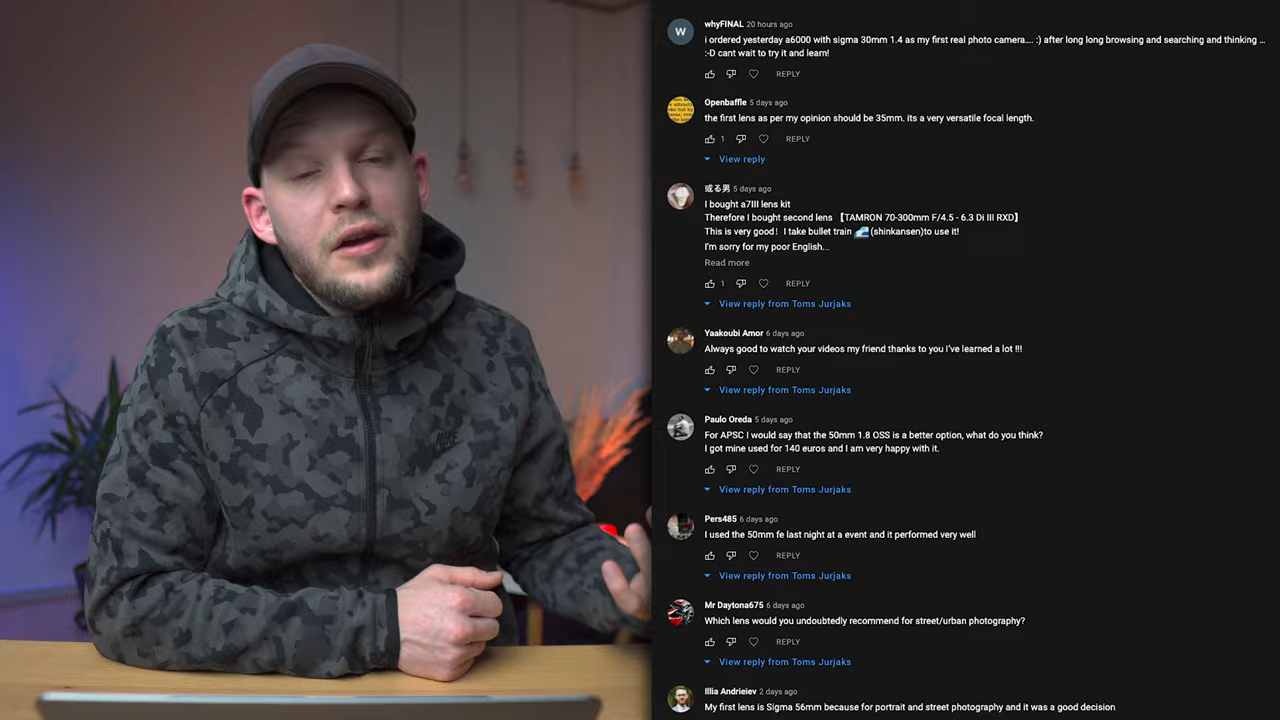 W
whyFINAL 20 hours ago
i ordered yesterday a6000 with sigma 30mm 1.4 as my first real photo camera.... :) after long long browsing and searching and thinking ...
:-D cant wait to try it and learn!
REPLY
Openbaffle 5 days ago
the first lens as per my opinion should be 35mm. its a very versatile focal length.
1 REPLY
View reply
或る男 5 days ago
I bought a7III lens kit
Therefore I bought second lens 【TAMRON 70-300mm F/4.5 - 6.3 Di III RXD】
This is very good！ I take bullet train 🚅(shinkansen)to use it!
I'm sorry for my poor English...
Read more
1 REPLY
View reply from Toms Jurjaks
Yaakoubi Amor 6 days ago
Always good to watch your videos my friend thanks to you I've learned a lot !!!
REPLY
View reply from Toms Jurjaks
Paulo Oreda 5 days ago
For APSC I would say that the 50mm 1.8 OSS is a better option, what do you think?
I got mine used for 140 euros and I am very happy with it.
REPLY
View reply from Toms Jurjaks
Pers485 6 days ago
I used the 50mm fe last night at a event and it performed very well
REPLY
View reply from Toms Jurjaks
Mr Daytona675 6 days ago
Which lens would you undoubtedly recommend for street/urban photography?
REPLY
View reply from Toms Jurjaks
Illia Andrieiev 2 days ago
My first lens is Sigma 56mm because for portrait and street photography and it was a good decision